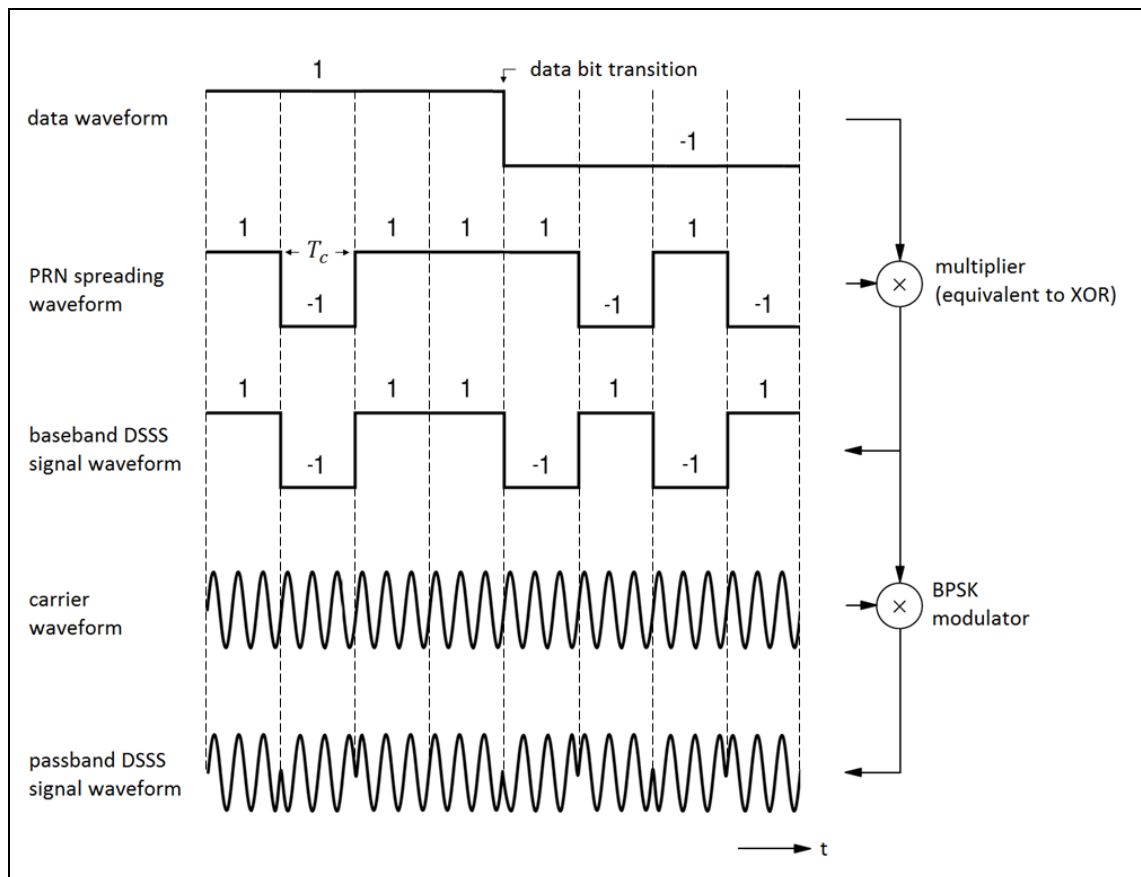 1
data bit transition
data waveform
-1
1 1 1 1 1
T_c
PRN spreading
waveform
-1 -1 -1
multiplier
(equivalent to XOR)
1 1 1 1 1
baseband DSSS
signal waveform
-1 -1 -1
carrier
waveform
BPSK
modulator
passband DSSS
signal waveform
t